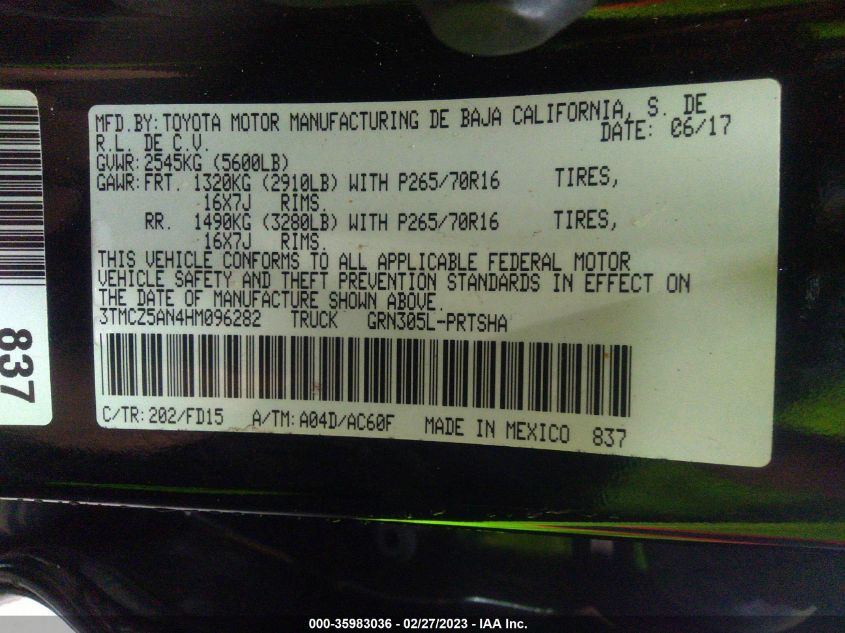 MFD.BY: TOYOTA MOTOR MANUFACTURING DE BAJA CALIFORNIA, S. DE
R.L. DE C.V. DATE: 06/17
GVWR: 2545KG (5600LB)
GAWR: FRT. 1320KG (2910LB) WITH P265/70R16 TIRES,
16X7J RIMS.
RR. 1490KG (3280LB) WITH P265/70R16 TIRES,
16X7J RIMS.
THIS VEHICLE CONFORMS TO ALL APPLICABLE FEDERAL MOTOR
VEHICLE SAFETY AND THEFT PREVENTION STANDARDS IN EFFECT ON
THE DATE OF MANUFACTURE SHOWN ABOVE.
3TMCZ5AN4HM096282 TRUCK GRN305L-PRTSHA
C/TR: 202/FD15 A/TM: A04D/AC60F MADE IN MEXICO 837
837
000-35983036 - 02/27/2023 - IAA Inc.